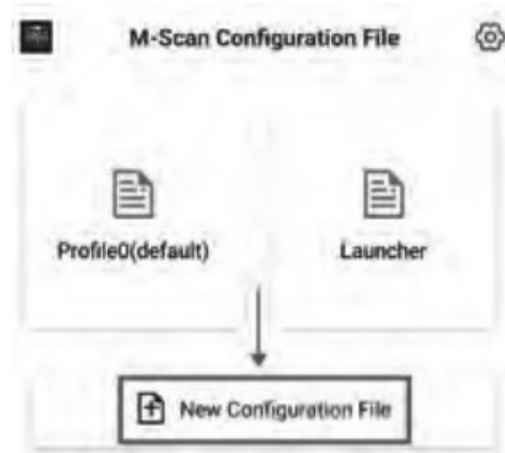 M-Scan Configuration File
Profile0(default)
Launcher
New Configuration File